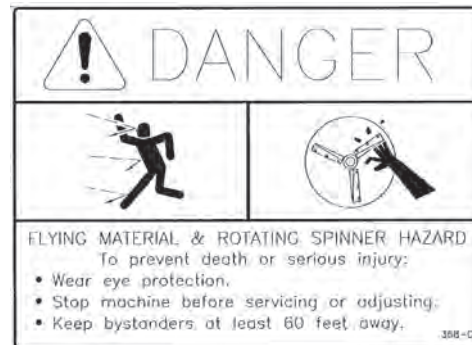 DANGER
FLYING MATERIAL & ROTATING SPINNER HAZARD
To prevent death or serious injury:
• Wear eye protection.
• Stop machine before servicing or adjusting.
• Keep bystanders at least 60 feet away.